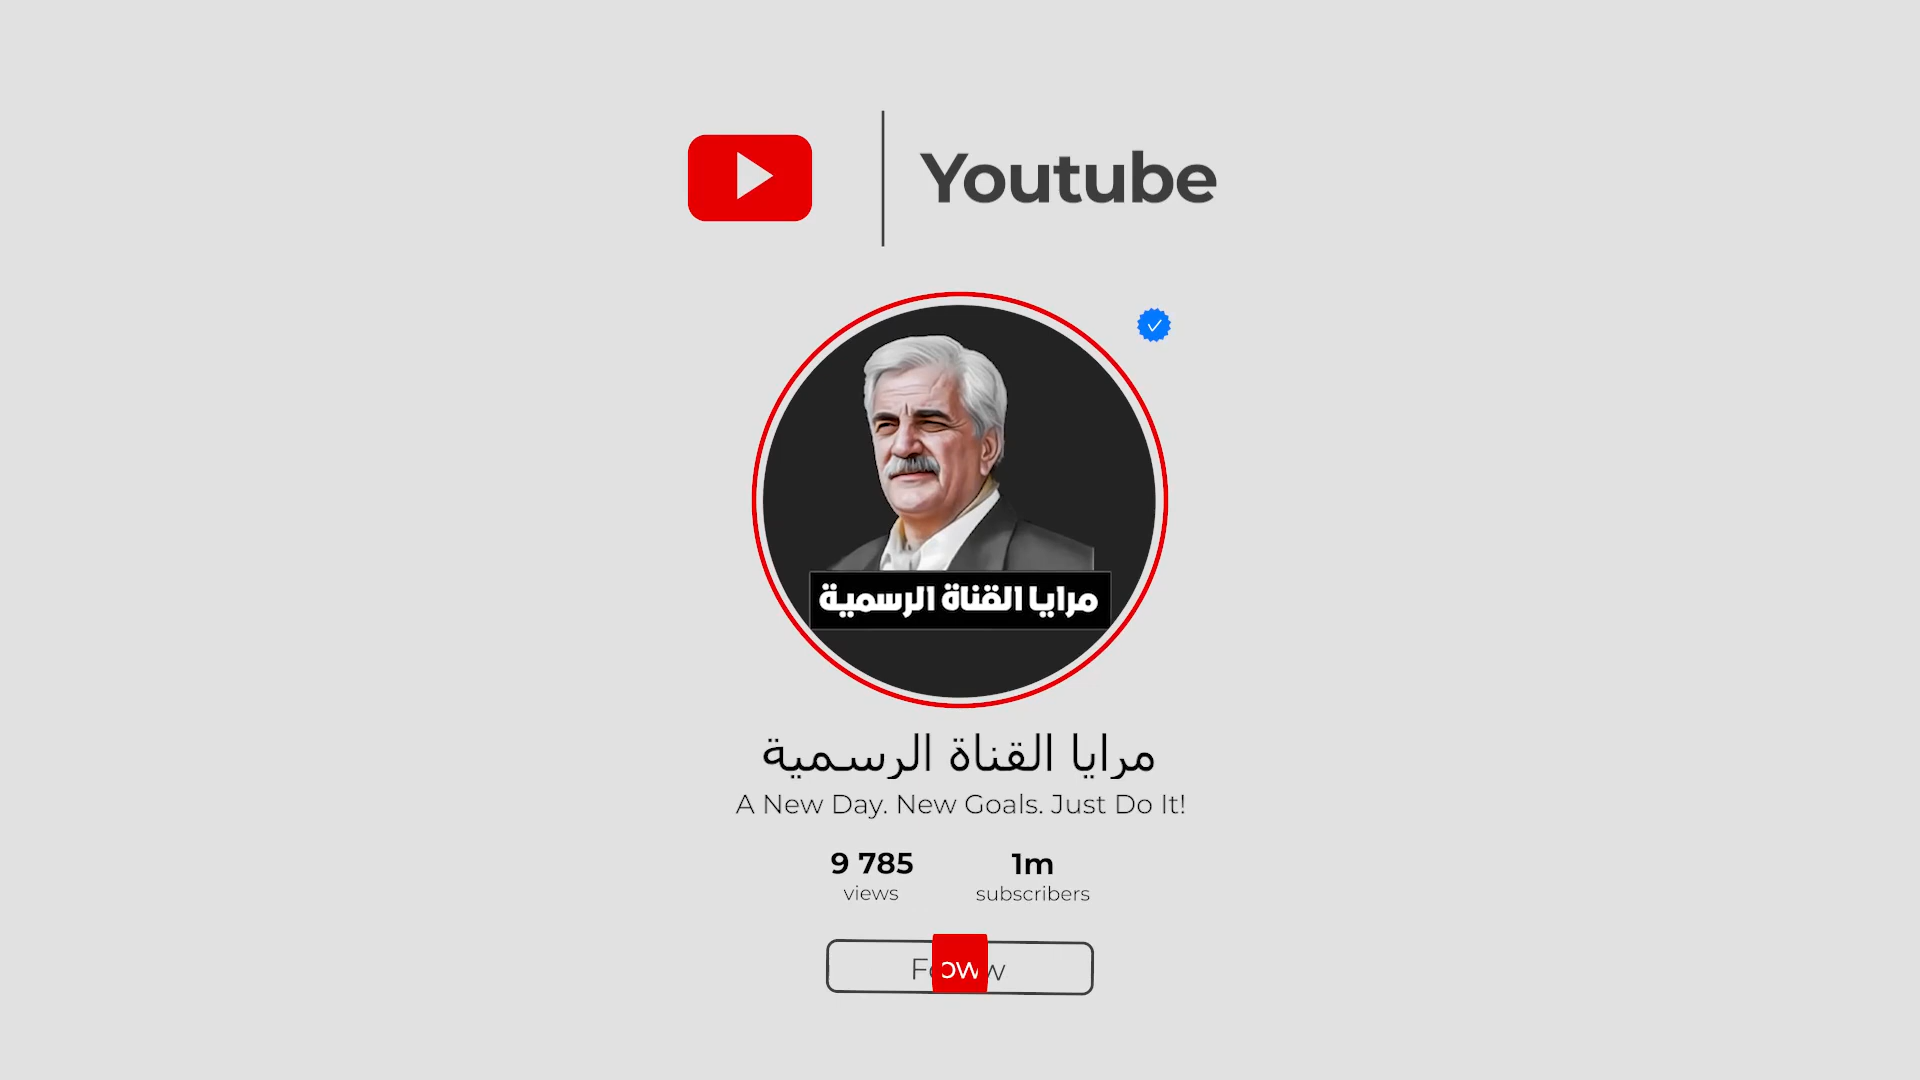 Youtube
مرايا القناة الرسمية
مرايا القناة الرسمية
A New Day. New Goals. Just Do It!
9 785
views
1m
subscribers